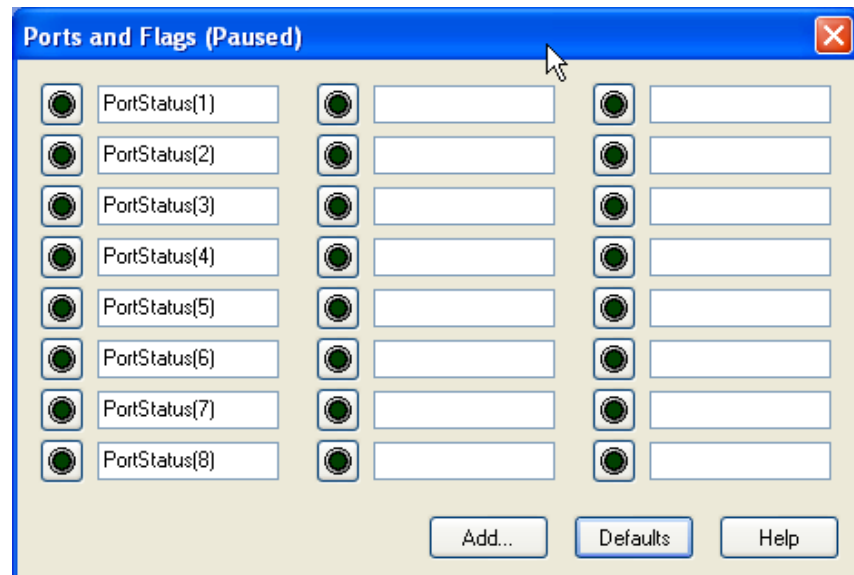 Ports and Flags (Paused)
PortStatus(1)
PortStatus(2)
PortStatus(3)
PortStatus(4)
PortStatus(5)
PortStatus(6)
PortStatus(7)
PortStatus(8)
Add... Defaults Help